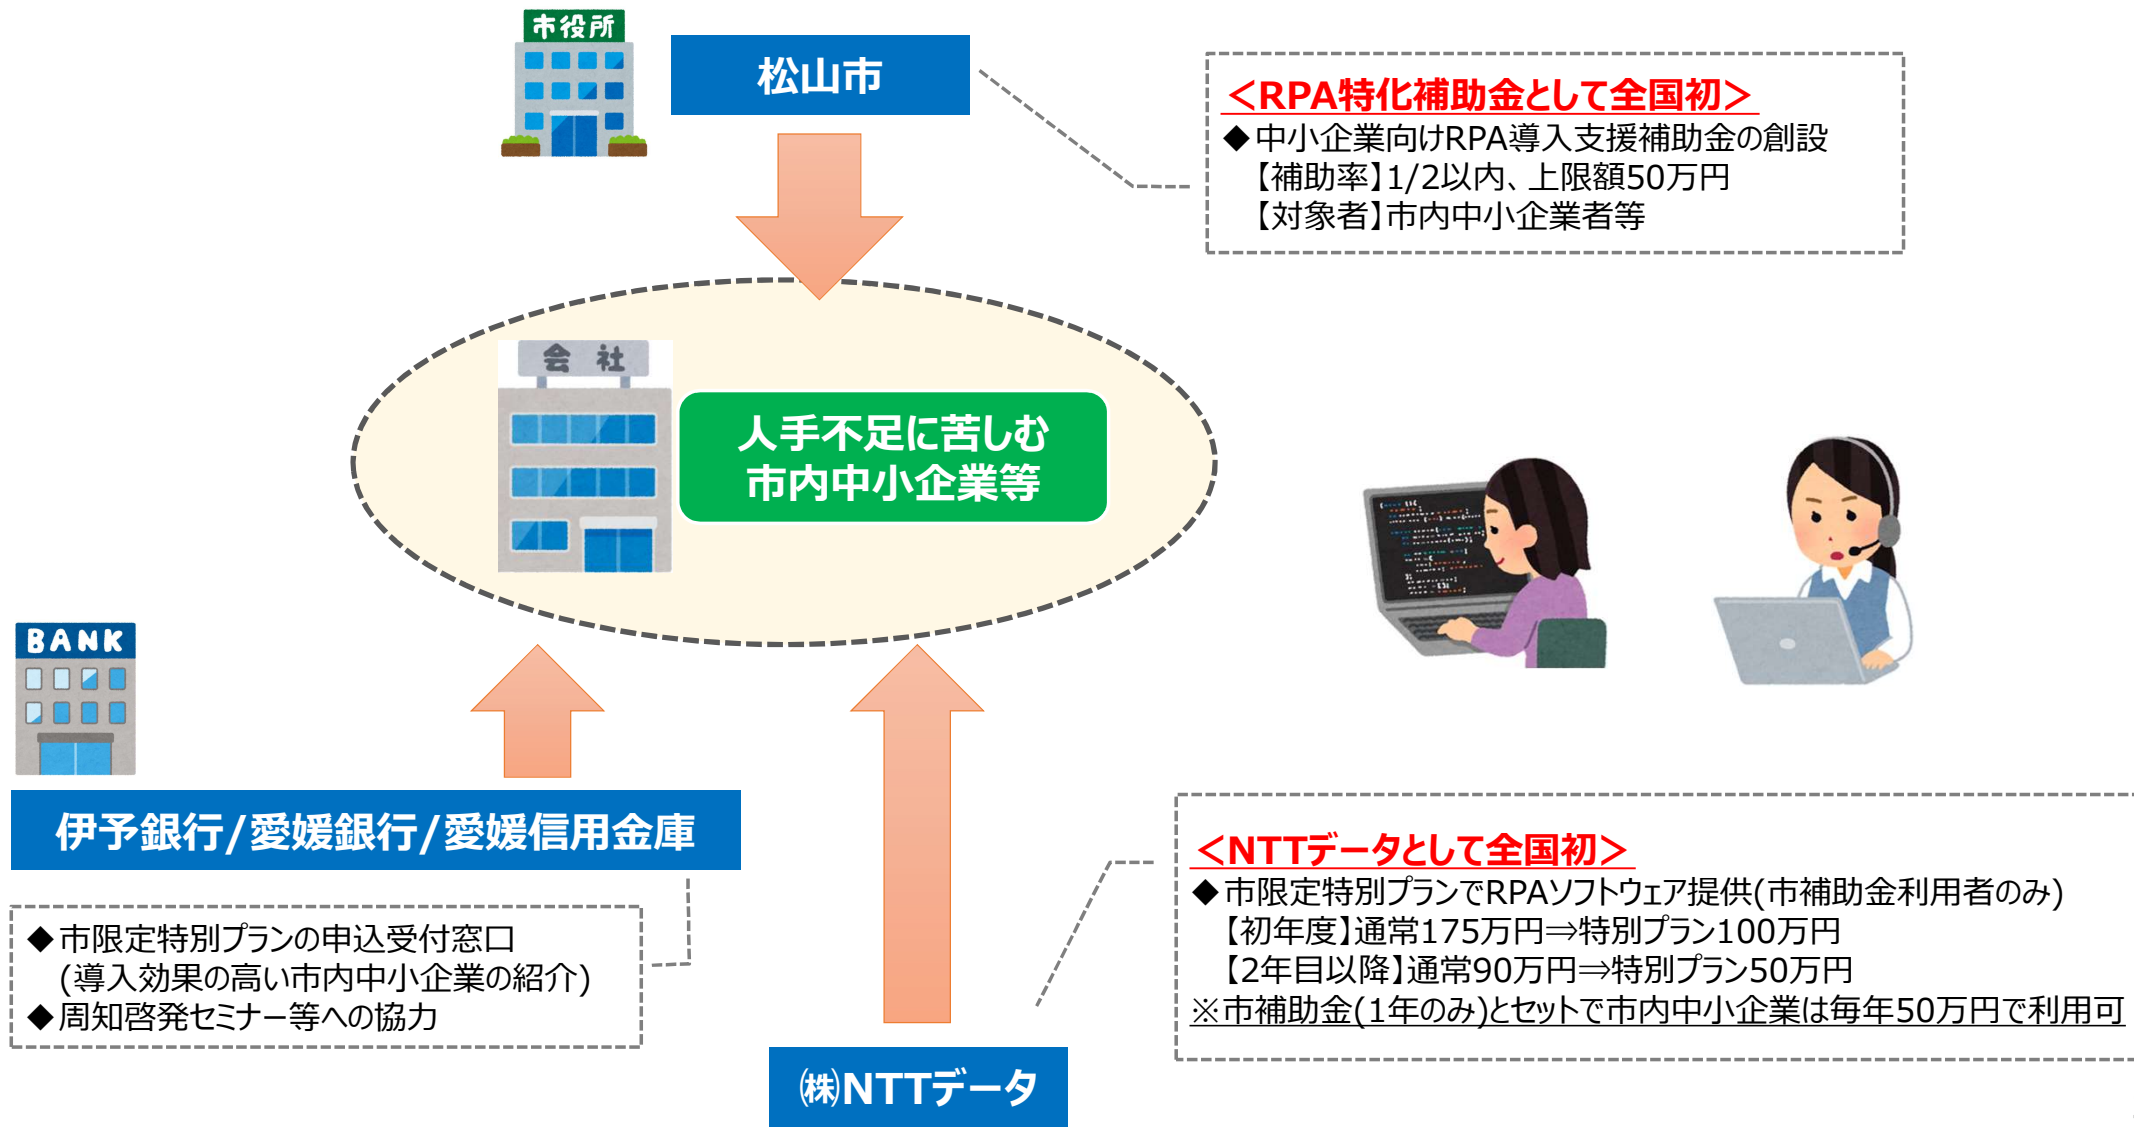 市役所
松山市
＜RPA特化補助金として全国初＞
◆中小企業向けRPA導入支援補助金の創設
【補助率】1/2以内、上限額50万円
【対象者】市内中小企業者等
会社
人手不足に苦しむ
市内中小企業等
BANK
伊予銀行/愛媛銀行/愛媛信用金庫
◆市限定特別プランの申込受付窓口
(導入効果の高い市内中小企業の紹介)
◆周知啓発セミナー等への協力
㈱NTTデータ
＜NTTデータとして全国初＞
◆市限定特別プランでRPAソフトウェア提供(市補助金利用者のみ)
【初年度】通常175万円⇒特別プラン100万円
【2年目以降】通常90万円⇒特別プラン50万円
※市補助金(1年のみ)とセットで市内中小企業は毎年50万円で利用可